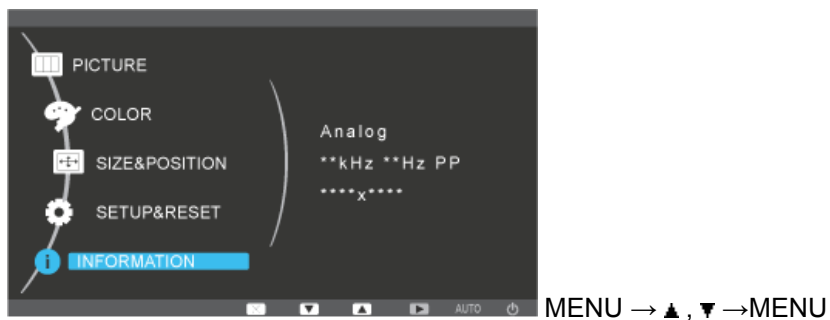 PICTURE
COLOR
SIZE&POSITION
SETUP&RESET
INFORMATION
Analog
**kHz **Hz PP
****x****
AUTO
MENU → ▲ , ▼ →MENU